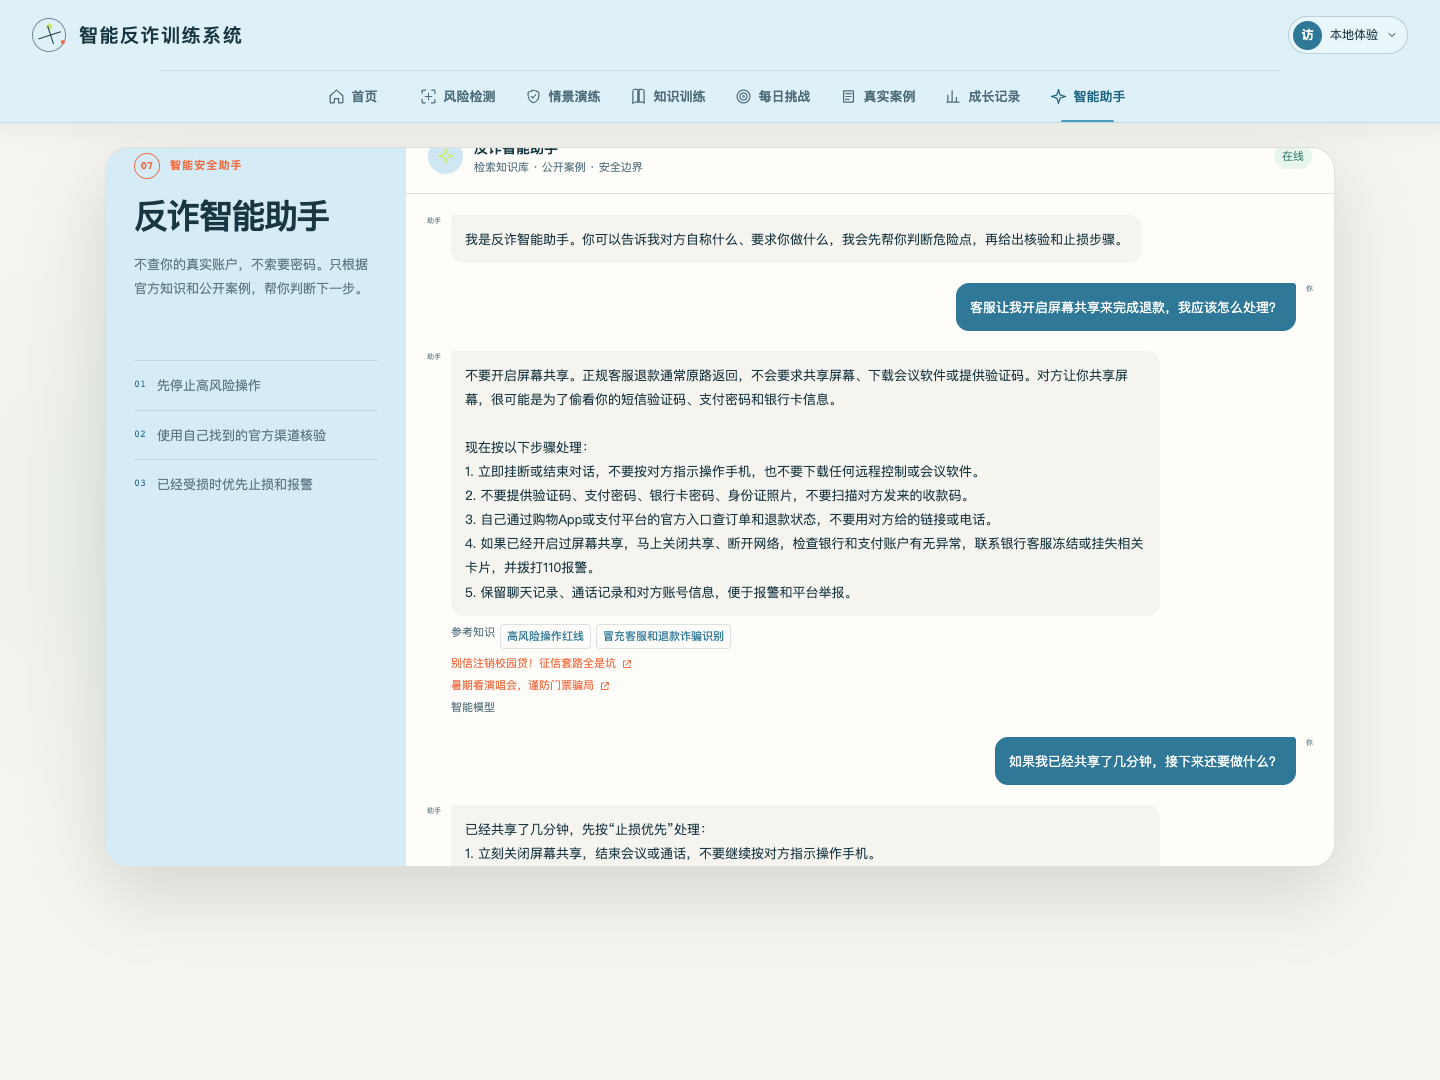 智能反诈训练系统
访 本地体验
首页 风险检测 情景演练 知识训练 每日挑战 真实案例 成长记录 智能助手
07 智能安全助手
反诈智能助手
不查你的真实账户，不索要密码。只根据
官方知识和公开案例，帮你判断下一步。
01 先停止高风险操作
02 使用自己找到的官方渠道核验
03 已经受损时优先止损和报警
反诈智能助手
检索知识库 · 公开案例 · 安全边界
在线
助手
我是反诈智能助手。你可以告诉我对方自称什么、要求你做什么，我会先帮你判断危险点，再给出核验和止损步骤。
你
客服让我开启屏幕共享来完成退款，我应该怎么处理？
助手
不要开启屏幕共享。正规客服退款通常原路返回，不会要求共享屏幕、下载会议软件或提供验证码。对方让你共享屏
幕，很可能是为了偷看你的短信验证码、支付密码和银行卡信息。
现在按以下步骤处理：
1. 立即挂断或结束对话，不要按对方指示操作手机，也不要下载任何远程控制或会议软件。
2. 不要提供验证码、支付密码、银行卡密码、身份证照片，不要扫描对方发来的收款码。
3. 自己通过购物App或支付平台的官方入口查订单和退款状态，不要用对方给的链接或电话。
4. 如果已经开启过屏幕共享，马上关闭共享、断开网络，检查银行和支付账户有无异常，联系银行客服冻结或挂失相关
卡片，并拨打110报警。
5. 保留聊天记录、通话记录和对方账号信息，便于报警和平台举报。
参考知识 高风险操作红线 冒充客服和退款诈骗识别
别信注销校园贷！征信套路全是坑
暑期看演唱会，谨防门票骗局
智能模型
你
如果我已经共享了几分钟，接下来还要做什么？
助手
已经共享了几分钟，先按“止损优先”处理：
1. 立刻关闭屏幕共享，结束会议或通话，不要继续按对方指示操作手机。